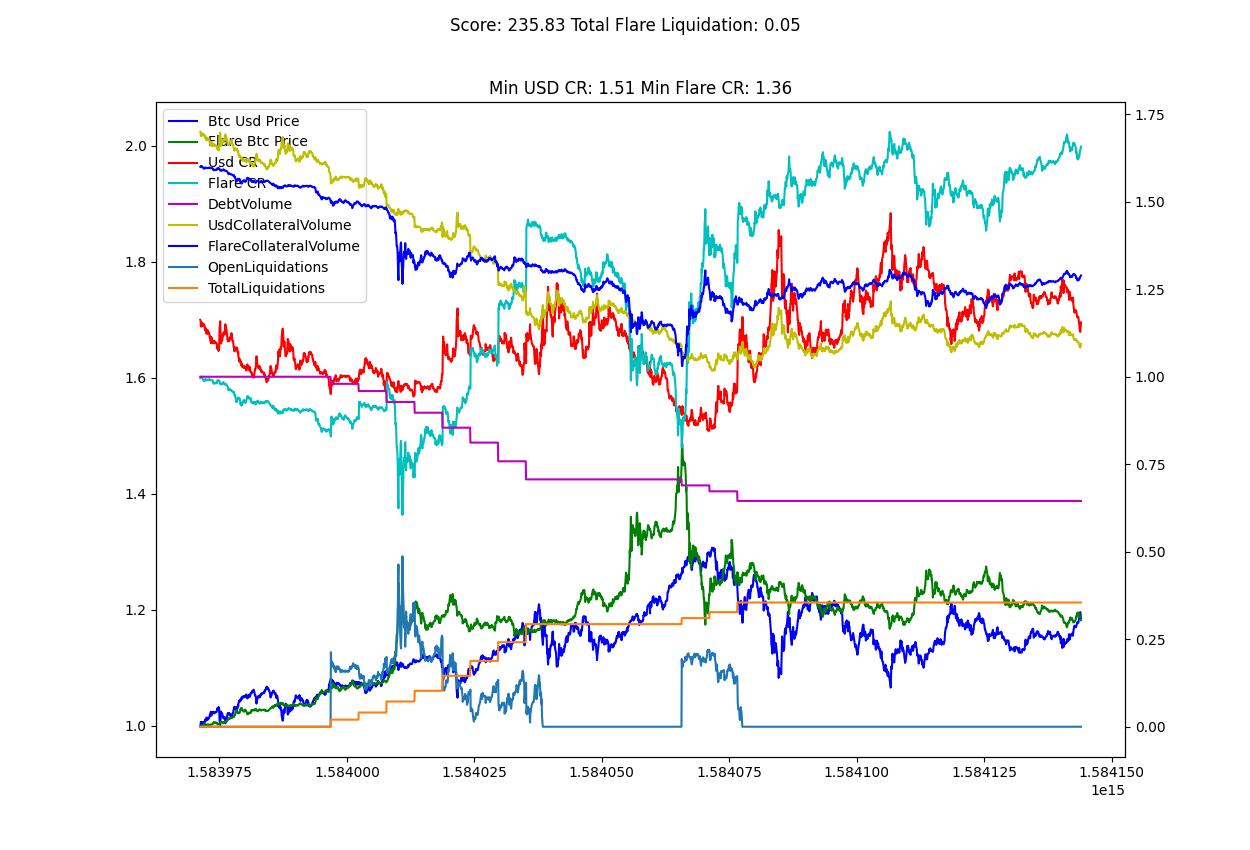 Score: 235.83 Total Flare Liquidation: 0.05
Min USD CR: 1.51 Min Flare CR: 1.36
Btc Usd Price
Flare Btc Price
Usd CR
Flare CR
DebtVolume
UsdCollateralVolume
FlareCollateralVolume
OpenLiquidations
TotalLiquidations
2.0
1.8
1.6
1.4
1.2
1.0
1.75
1.50
1.25
1.00
0.75
0.50
0.25
0.00
1.583975 1.584000 1.584025 1.584050 1.584075 1.584100 1.584125 1.584150
1e15